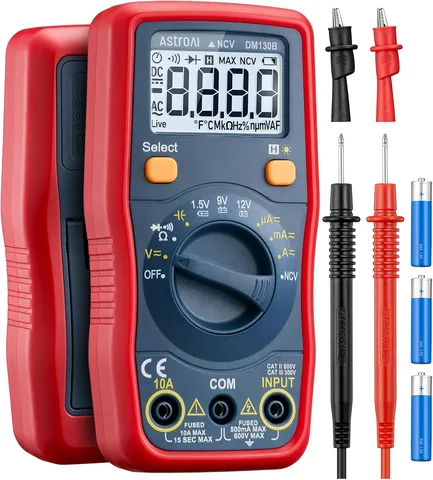 ASTROAI ▲NCV DM130B
DC H MAX NCV
AC 8.8.8.8
Live °F°CMkΩHz%nµmVAF
Select H
1.5V 9V 12V
µA
mA
A
Ω
V
OFF NCV
CE CAT II 600V
CAT III 300V
10A COM INPUT
FUSED FUSED
10A MAX 500mA
15 SEC MAX 600V MAX